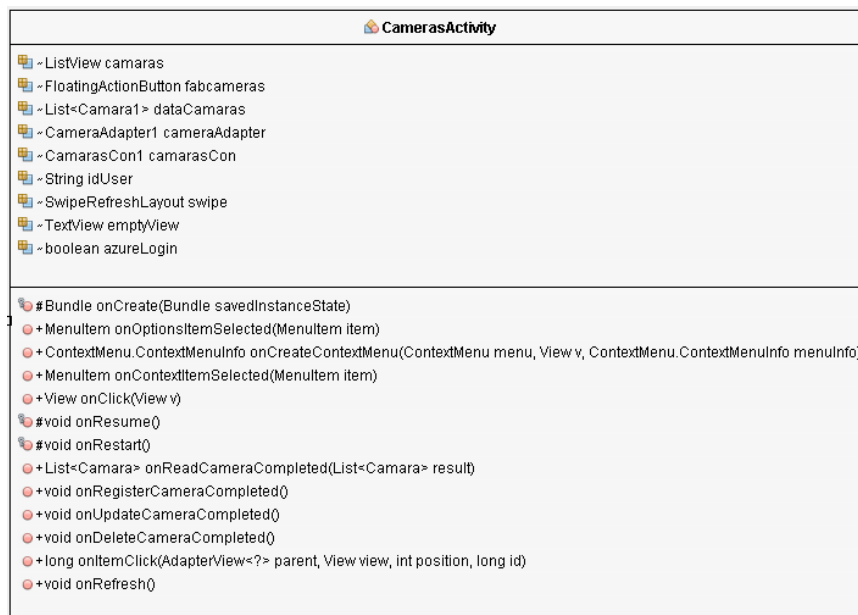 CamerasActivity
~ListView camaras
~FloatingActionButton fabcameras
~List<Camara1> dataCamaras
~CameraAdapter1 cameraAdapter
~CamarasCon1 camarasCon
~String idUser
~SwipeRefreshLayout swipe
~TextView emptyView
~boolean azureLogin
#Bundle onCreate(Bundle savedInstanceState)
+MenuItem onOptionsItemSelected(MenuItem item)
+ContextMenu.ContextMenuInfo onCreateContextMenu(ContextMenu menu, View v, ContextMenu.ContextMenuInfo menuInfo)
+MenuItem onContextItemSelected(MenuItem item)
+View onClick(View v)
#void onResume()
#void onRestart()
+List<Camara> onReadCameraCompleted(List<Camara> result)
+void onRegisterCameraCompleted()
+void onUpdateCameraCompleted()
+void onDeleteCameraCompleted()
+long onItemClick(AdapterView<?> parent, View view, int position, long id)
+void onRefresh()